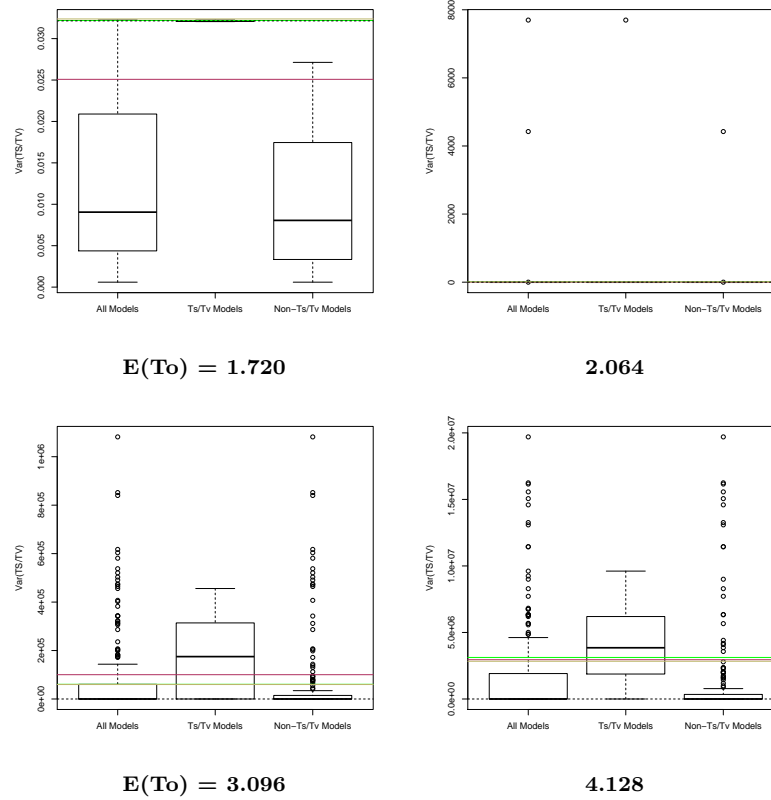 0.030
0.025
0.020
0.015
0.010
0.005
0.000
Var(TS/TV)
All Models Ts/Tv Models Non−Ts/Tv Models
8000
6000
4000
2000
0
Var(TS/TV)
All Models Ts/Tv Models Non−Ts/Tv Models
E(To) = 1.720
2.064
1e+06
8e+05
6e+05
4e+05
2e+05
0e+00
Var(TS/TV)
All Models Ts/Tv Models Non−Ts/Tv Models
2.0e+07
1.5e+07
1.0e+07
5.0e+06
0.0e+00
Var(TS/TV)
All Models Ts/Tv Models Non−Ts/Tv Models
E(To) = 3.096
4.128